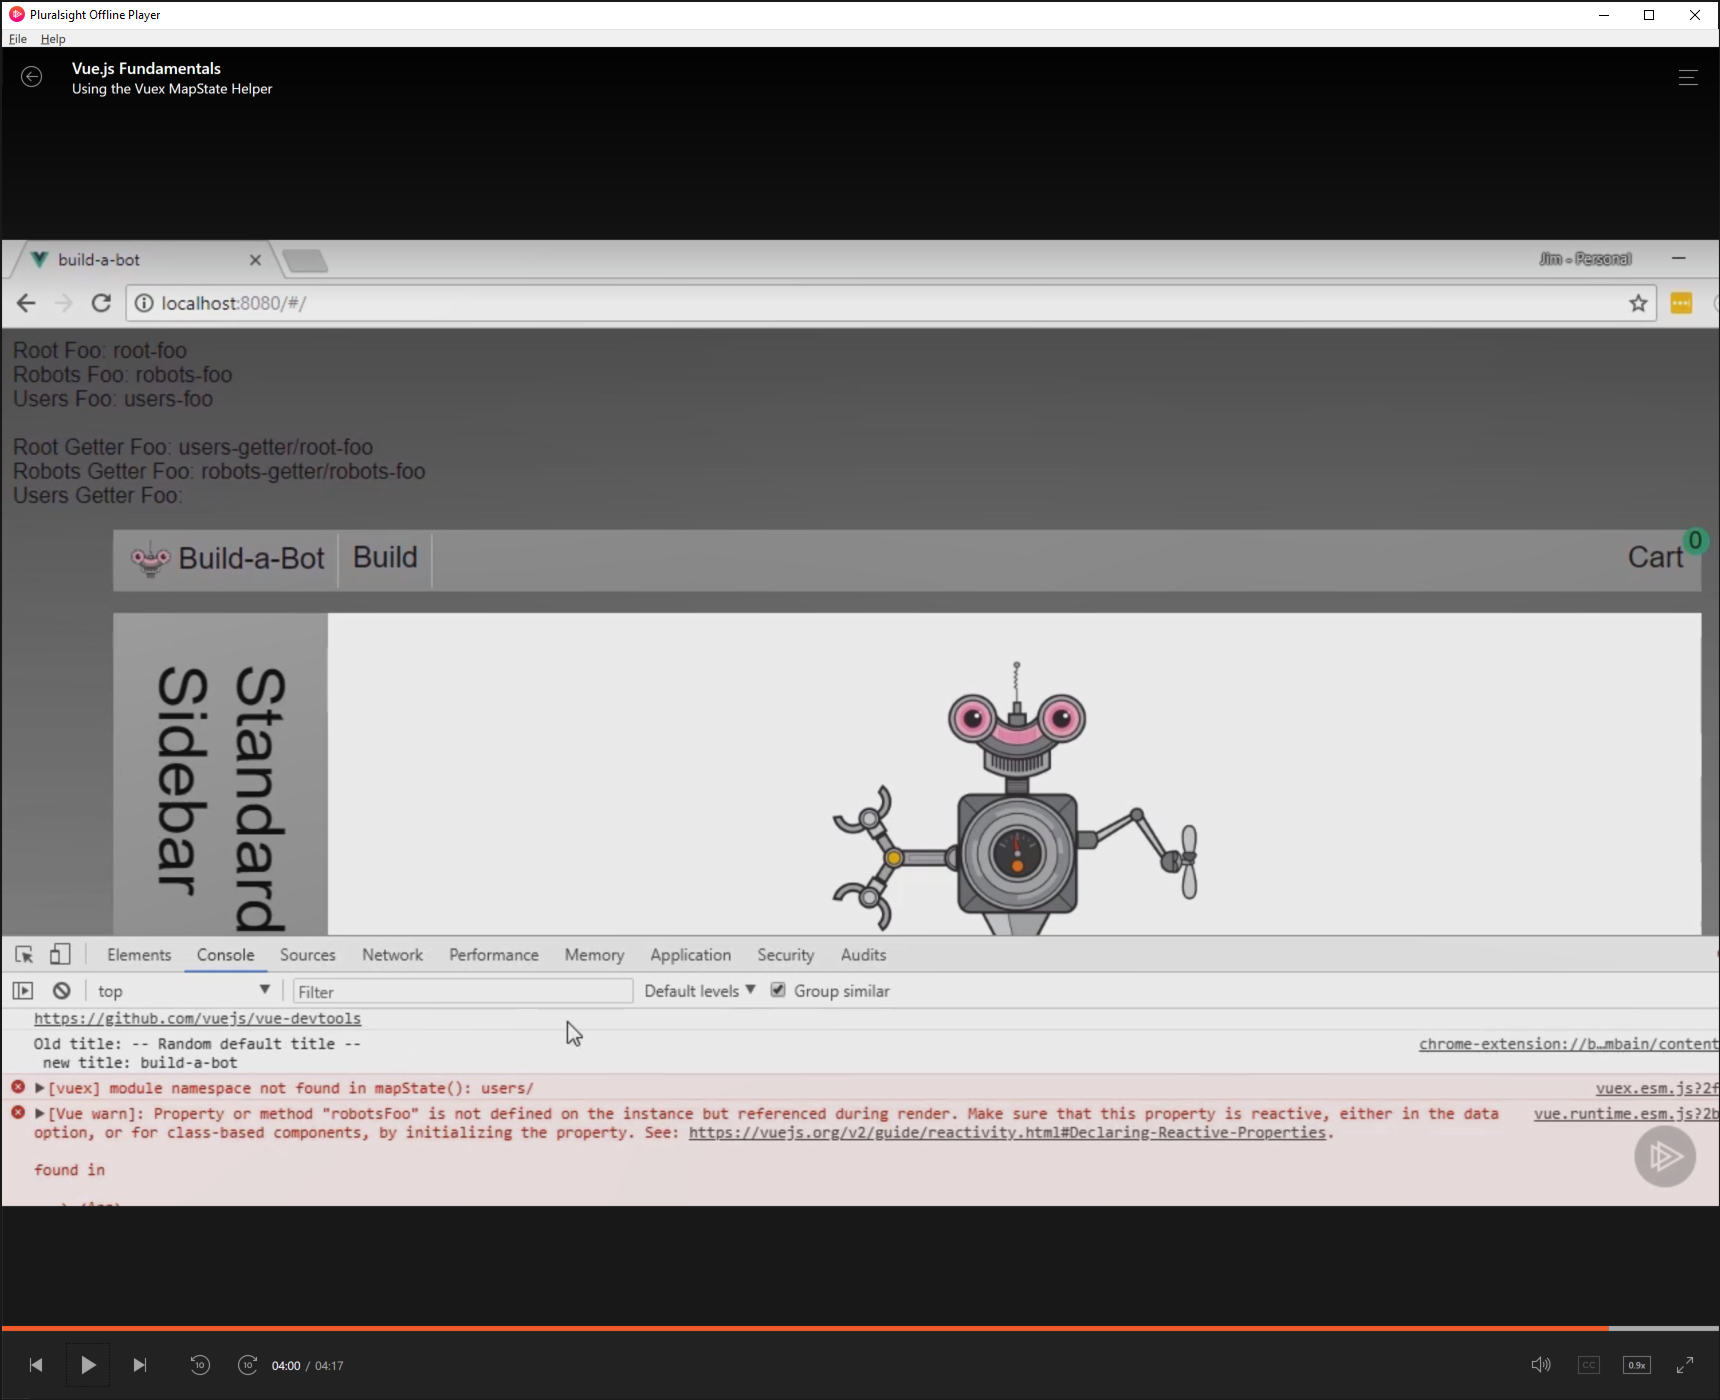 Pluralsight Offline Player
File Help
Vue.js Fundamentals
Using the Vuex MapState Helper
build-a-bot
Jim - Personal
localhost:8080/#/
Root Foo: root-foo
Robots Foo: robots-foo
Users Foo: users-foo
Root Getter Foo: users-getter/root-foo
Robots Getter Foo: robots-getter/robots-foo
Users Getter Foo:
Build-a-Bot Build Cart 0
Standard
Sidebar
Elements Console Sources Network Performance Memory Application Security Audits
top Filter Default levels Group similar
https://github.com/vuejs/vue-devtools
Old title: -- Random default title -- chrome-extension://b…mbain/content
new title: build-a-bot
[vuex] module namespace not found in mapState(): users/ vuex.esm.js?2f
[Vue warn]: Property or method "robotsFoo" is not defined on the instance but referenced during render. Make sure that this property is reactive, either in the data vue.runtime.esm.js?2b
option, or for class-based components, by initializing the property. See: https://vuejs.org/v2/guide/reactivity.html#Declaring-Reactive-Properties.
found in
10 10 04:00 / 04:17 CC 0.9x